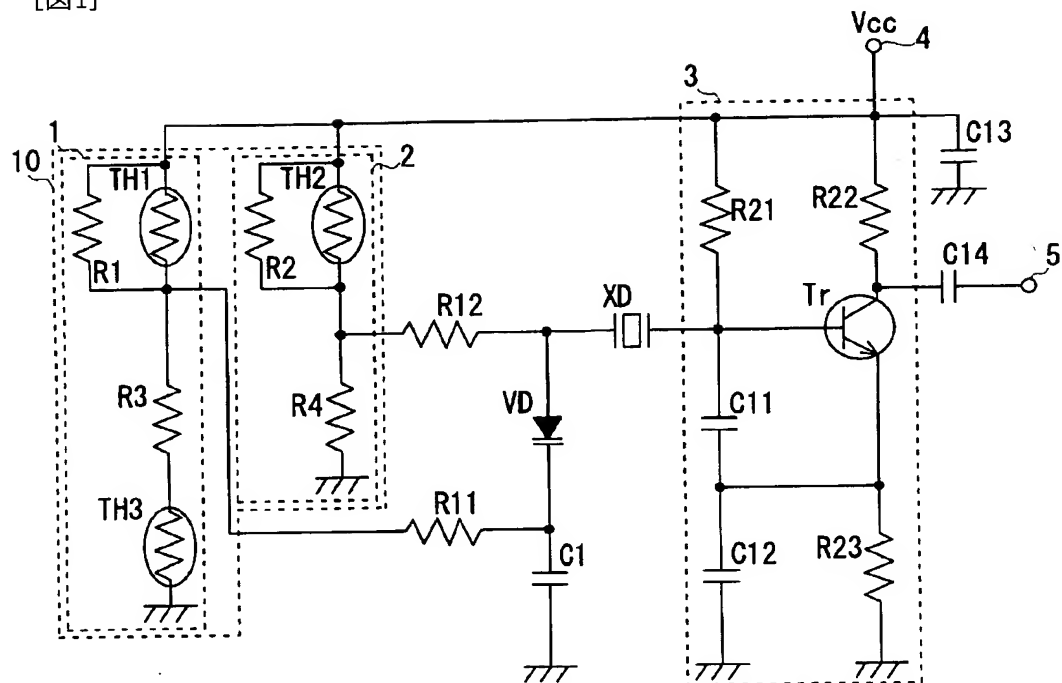 [図1]
Vcc
4
3
1
10
TH1
TH2
2
C13
R21
R22
R1
R2
C14
5
R12
XD
Tr
R3
R4
VD
C11
TH3
R11
C1
C12
R23